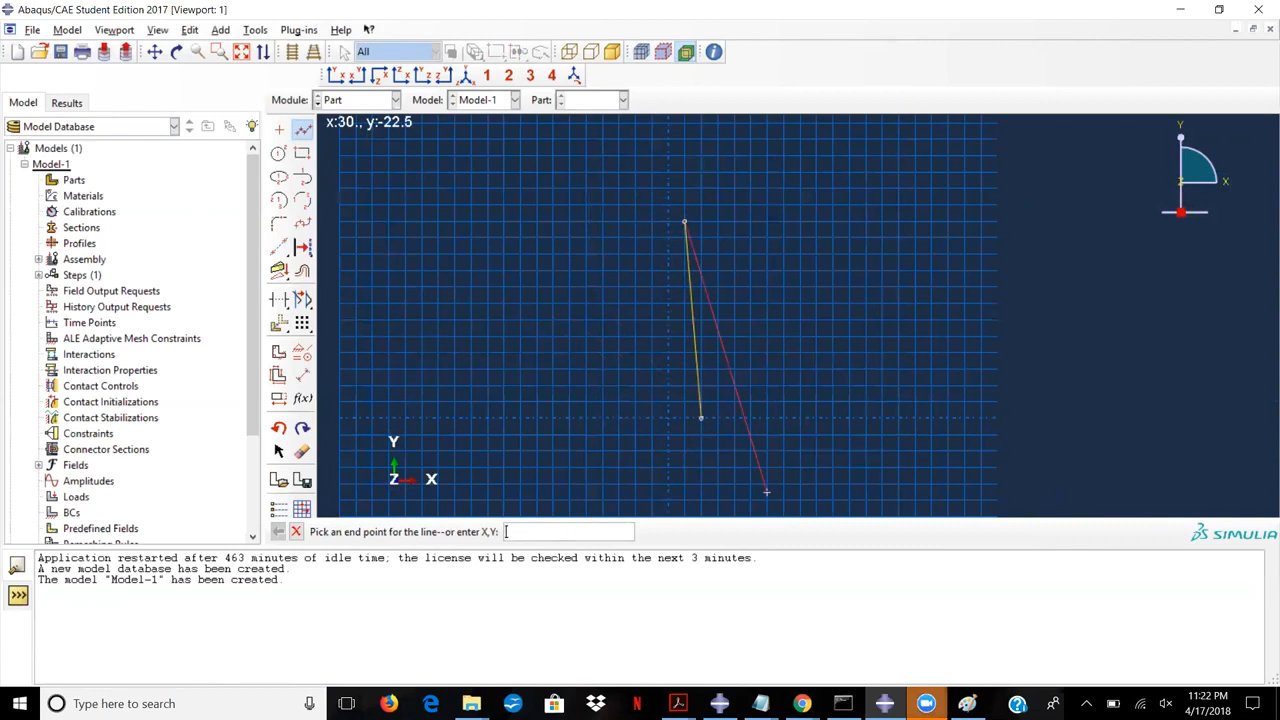 Abaqus/CAE Student Edition 2017 [Viewport: 1]
File Model Viewport View Edit Add Tools Plug-ins Help
All
1 2 3 4
Model Results
Module: Part Model: Model-1 Part:
Model Database
x:30., y:-22.5
Models (1)
Model-1
Parts
Materials
Calibrations
Sections
Profiles
Assembly
Steps (1)
Field Output Requests
History Output Requests
Time Points
ALE Adaptive Mesh Constraints
Interactions
Interaction Properties
Contact Controls
Contact Initializations
Contact Stabilizations
Constraints
Connector Sections
Fields
Amplitudes
Loads
BCs
Predefined Fields
f(x)
Y
Z X
Y
Z X
Pick an end point for the line--or enter X,Y:
SIMULIA
Application restarted after 463 minutes of idle time; the license will be checked within the next 3 minutes.
A new model database has been created.
The model "Model-1" has been created.
>>>
Type here to search
11:22 PM
4/17/2018